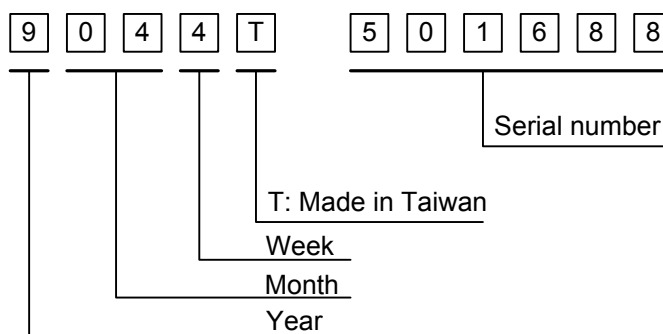 9 0 4 4 T 5 0 1 6 8 8
Serial number
T: Made in Taiwan
Week
Month
Year